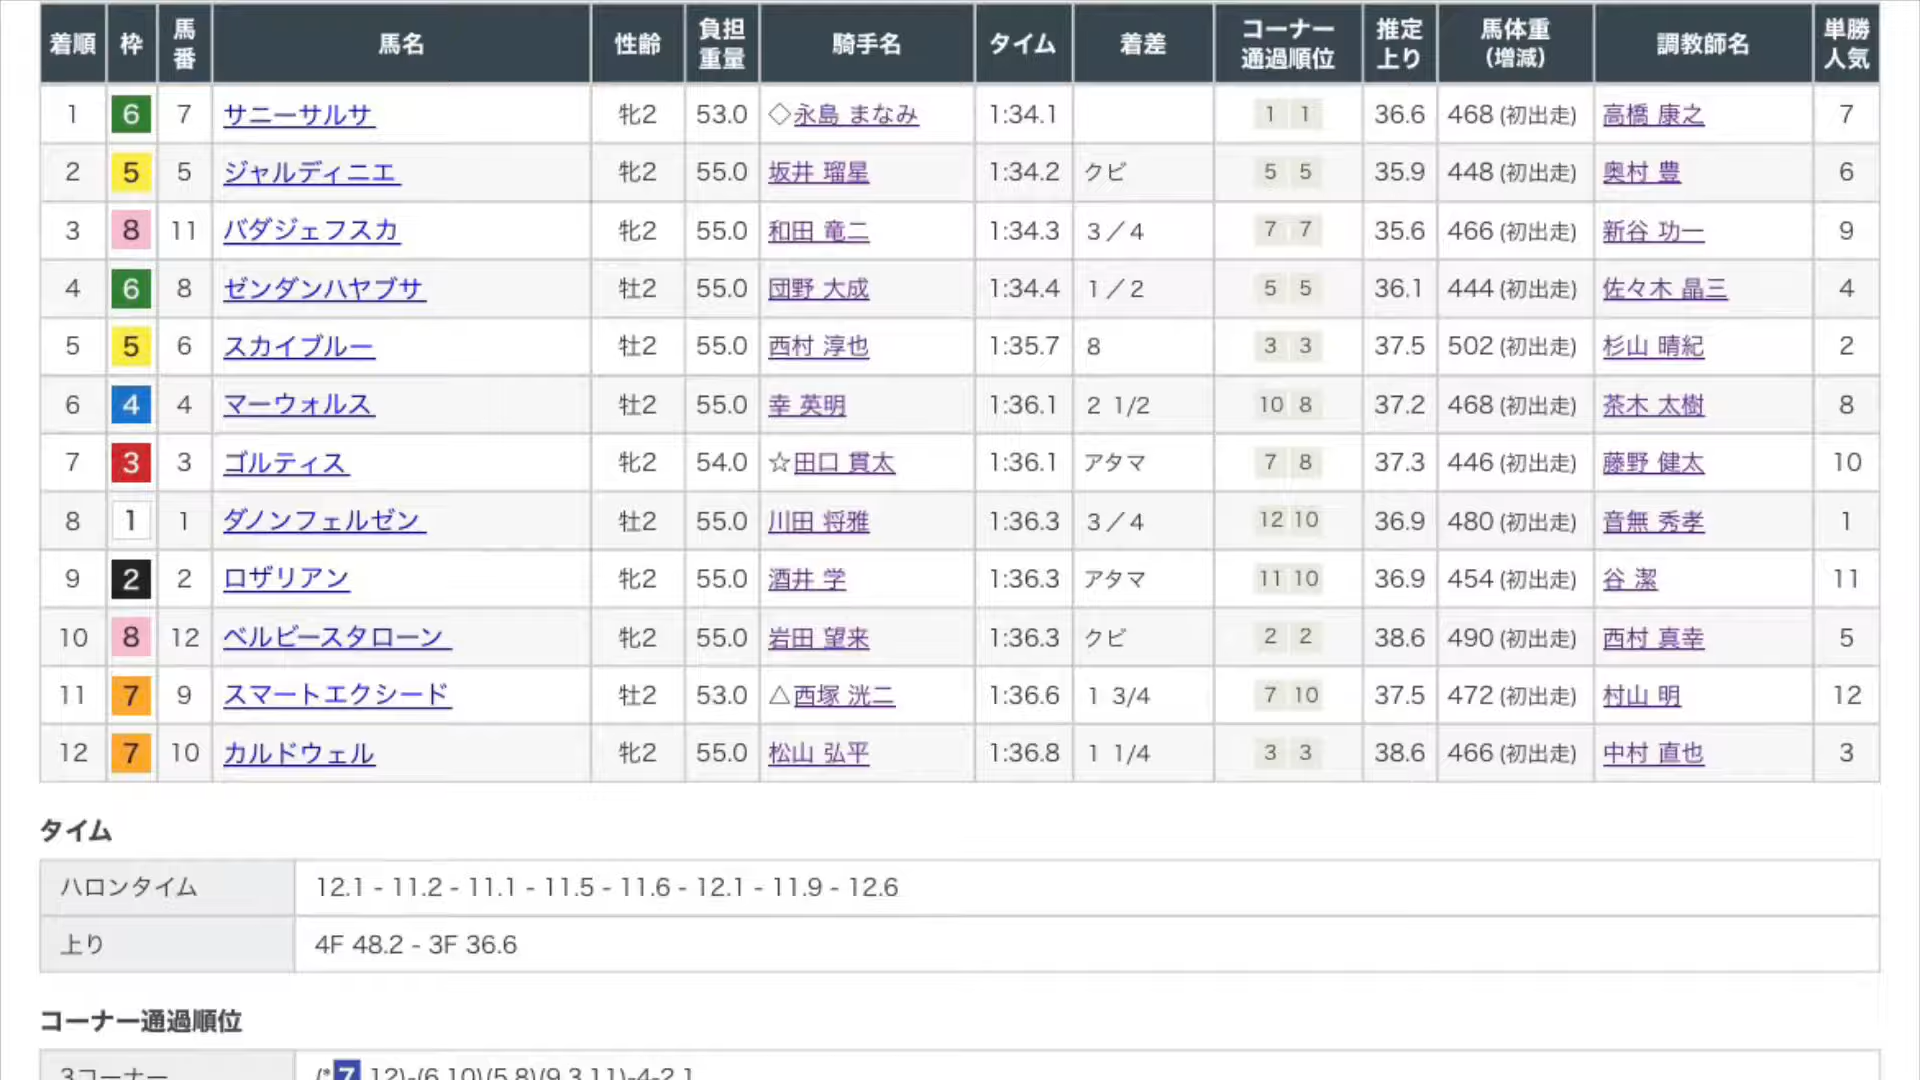 着順 枠 馬番 馬名 性齢 負担重量 騎手名 タイム 着差 コーナー通過順位 推定上り 馬体重(増減) 調教師名 単勝人気
1 6 7 サニーサルサ 牝2 53.0 ◇永島 まなみ 1:34.1 1 1 36.6 468 (初出走) 高橋 康之 7
2 5 5 ジャルディニエ 牝2 55.0 坂井 瑠星 1:34.2 クビ 5 5 35.9 448 (初出走) 奥村 豊 6
3 8 11 バダジェフスカ 牝2 55.0 和田 竜二 1:34.3 3/4 7 7 35.6 466 (初出走) 新谷 功一 9
4 6 8 ゼンダンハヤブサ 牡2 55.0 団野 大成 1:34.4 1/2 5 5 36.1 444 (初出走) 佐々木 晶三 4
5 5 6 スカイブルー 牡2 55.0 西村 淳也 1:35.7 8 3 3 37.5 502 (初出走) 杉山 晴紀 2
6 4 4 マーウォルス 牡2 55.0 幸 英明 1:36.1 2 1/2 10 8 37.2 468 (初出走) 茶木 太樹 8
7 3 3 ゴルティス 牝2 54.0 ☆田口 貫太 1:36.1 アタマ 7 8 37.3 446 (初出走) 藤野 健太 10
8 1 1 ダノンフェルゼン 牡2 55.0 川田 将雅 1:36.3 3/4 12 10 36.9 480 (初出走) 音無 秀孝 1
9 2 2 ロザリアン 牝2 55.0 酒井 学 1:36.3 アタマ 11 10 36.9 454 (初出走) 谷 潔 11
10 8 12 ベルビースタローン 牝2 55.0 岩田 望来 1:36.3 クビ 2 2 38.6 490 (初出走) 西村 真幸 5
11 7 9 スマートエクシード 牡2 53.0 △西塚 洸二 1:36.6 1 3/4 7 10 37.5 472 (初出走) 村山 明 12
12 7 10 カルドウェル 牝2 55.0 松山 弘平 1:36.8 1 1/4 3 3 38.6 466 (初出走) 中村 直也 3
タイム
ハロンタイム 12.1 - 11.2 - 11.1 - 11.5 - 11.6 - 12.1 - 11.9 - 12.6
上り 4F 48.2 - 3F 36.6
コーナー通過順位
3コーナー (*7,12)-(6,10)(5,8)(9,3,11)-4-2,1